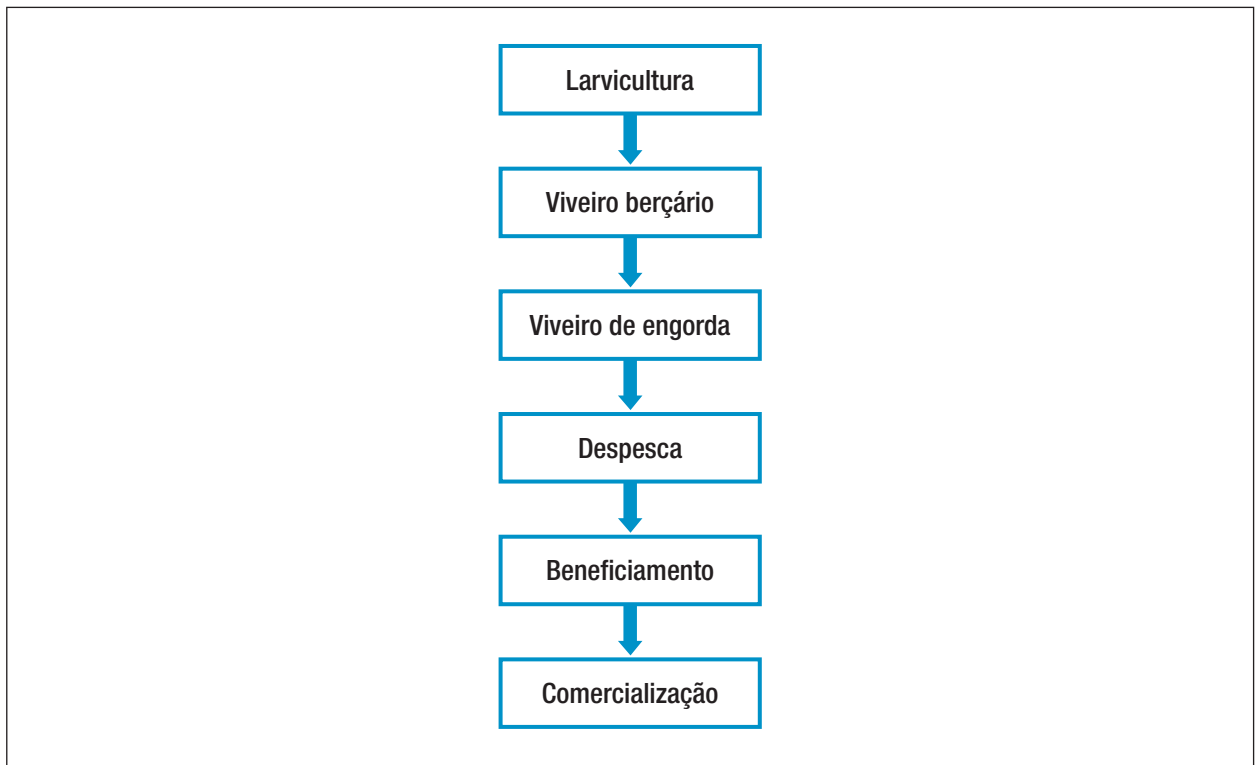 Larvicultura
Viveiro berçário
Viveiro de engorda
Despesca
Beneficiamento
Comercialização